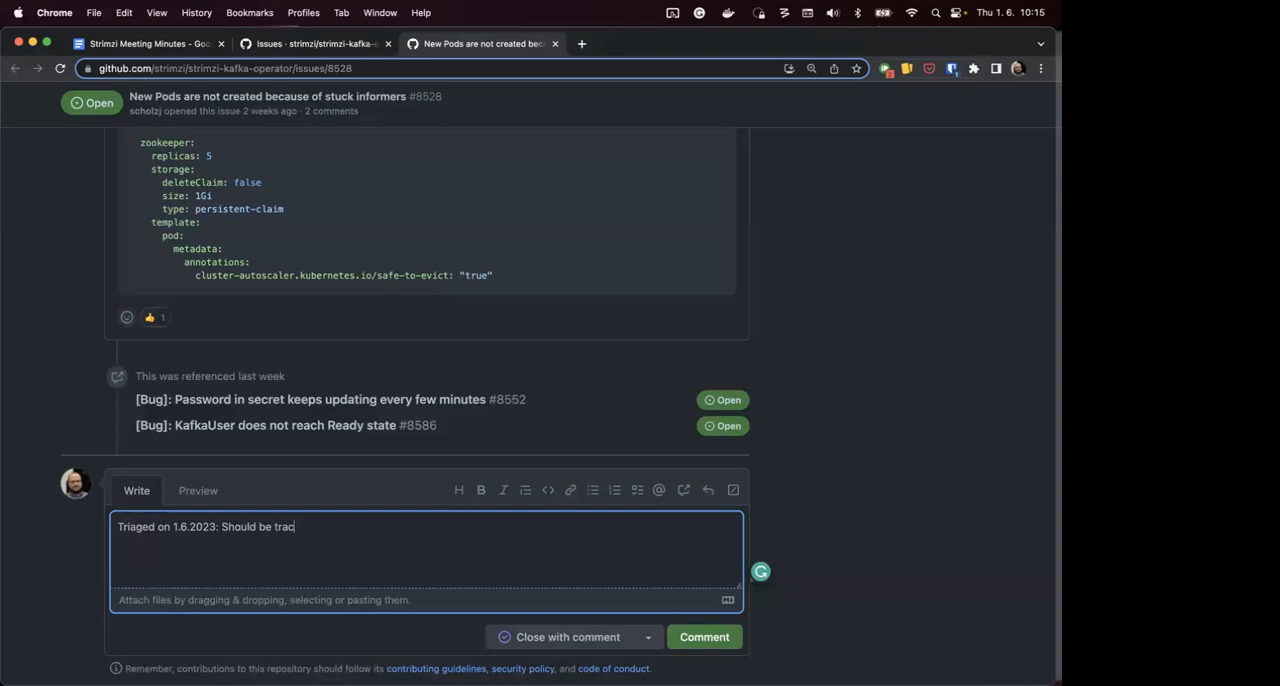 Chrome File Edit View History Bookmarks Profiles Tab Window Help Thu 1. 6. 10:15
Strimzi Meeting Minutes - Goo
Issues · strimzi/strimzi-kafka-o
New Pods are not created beca
github.com/strimzi/strimzi-kafka-operator/issues/8528
Open
New Pods are not created because of stuck informers #8528
scholzj opened this issue 2 weeks ago · 2 comments
zookeeper:
replicas: 5
storage:
deleteClaim: false
size: 1Gi
type: persistent-claim
template:
pod:
metadata:
annotations:
cluster-autoscaler.kubernetes.io/safe-to-evict: "true"
👍 1
This was referenced last week
[Bug]: Password in secret keeps updating every few minutes #8552 Open
[Bug]: KafkaUser does not reach Ready state #8586 Open
Write Preview
Triaged on 1.6.2023: Should be trac
Attach files by dragging & dropping, selecting or pasting them.
Close with comment Comment
Remember, contributions to this repository should follow its contributing guidelines, security policy, and code of conduct.